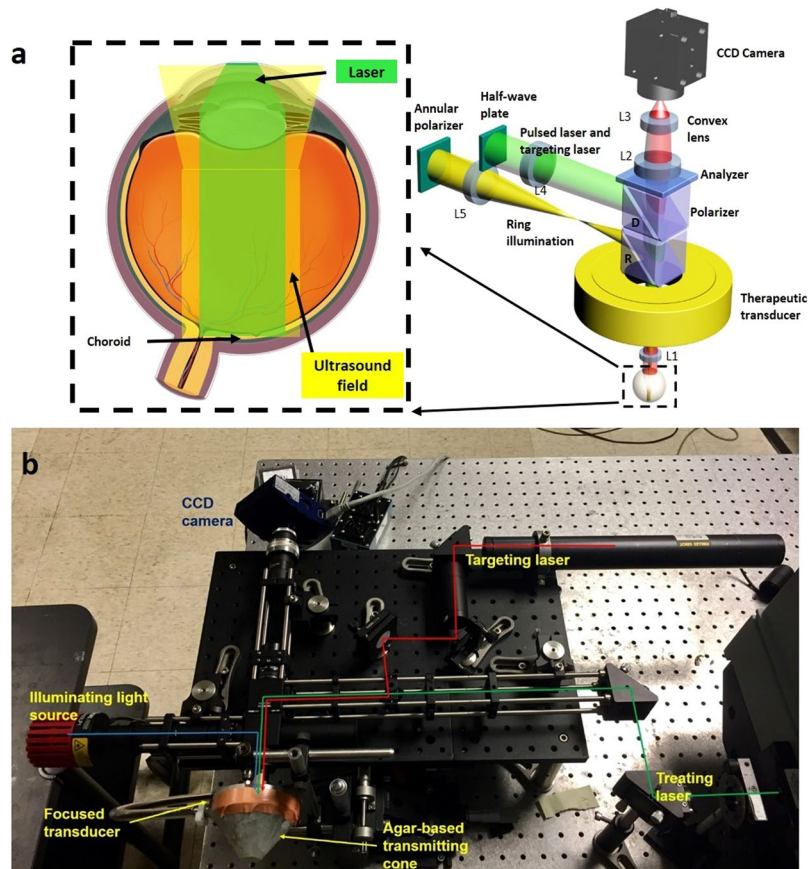 a
Laser
Choroid
Ultrasound
field
Annular
polarizer
Half-wave
plate
Pulsed laser and
targeting laser
L5
L4
Ring
illumination
L3
L2
D
R
CCD Camera
Convex
lens
Analyzer
Polarizer
Therapeutic
transducer
L1
b
CCD
camera
Targeting laser
Illuminating light
source
Treating
laser
Focused
transducer
Agar-based
transmitting
cone